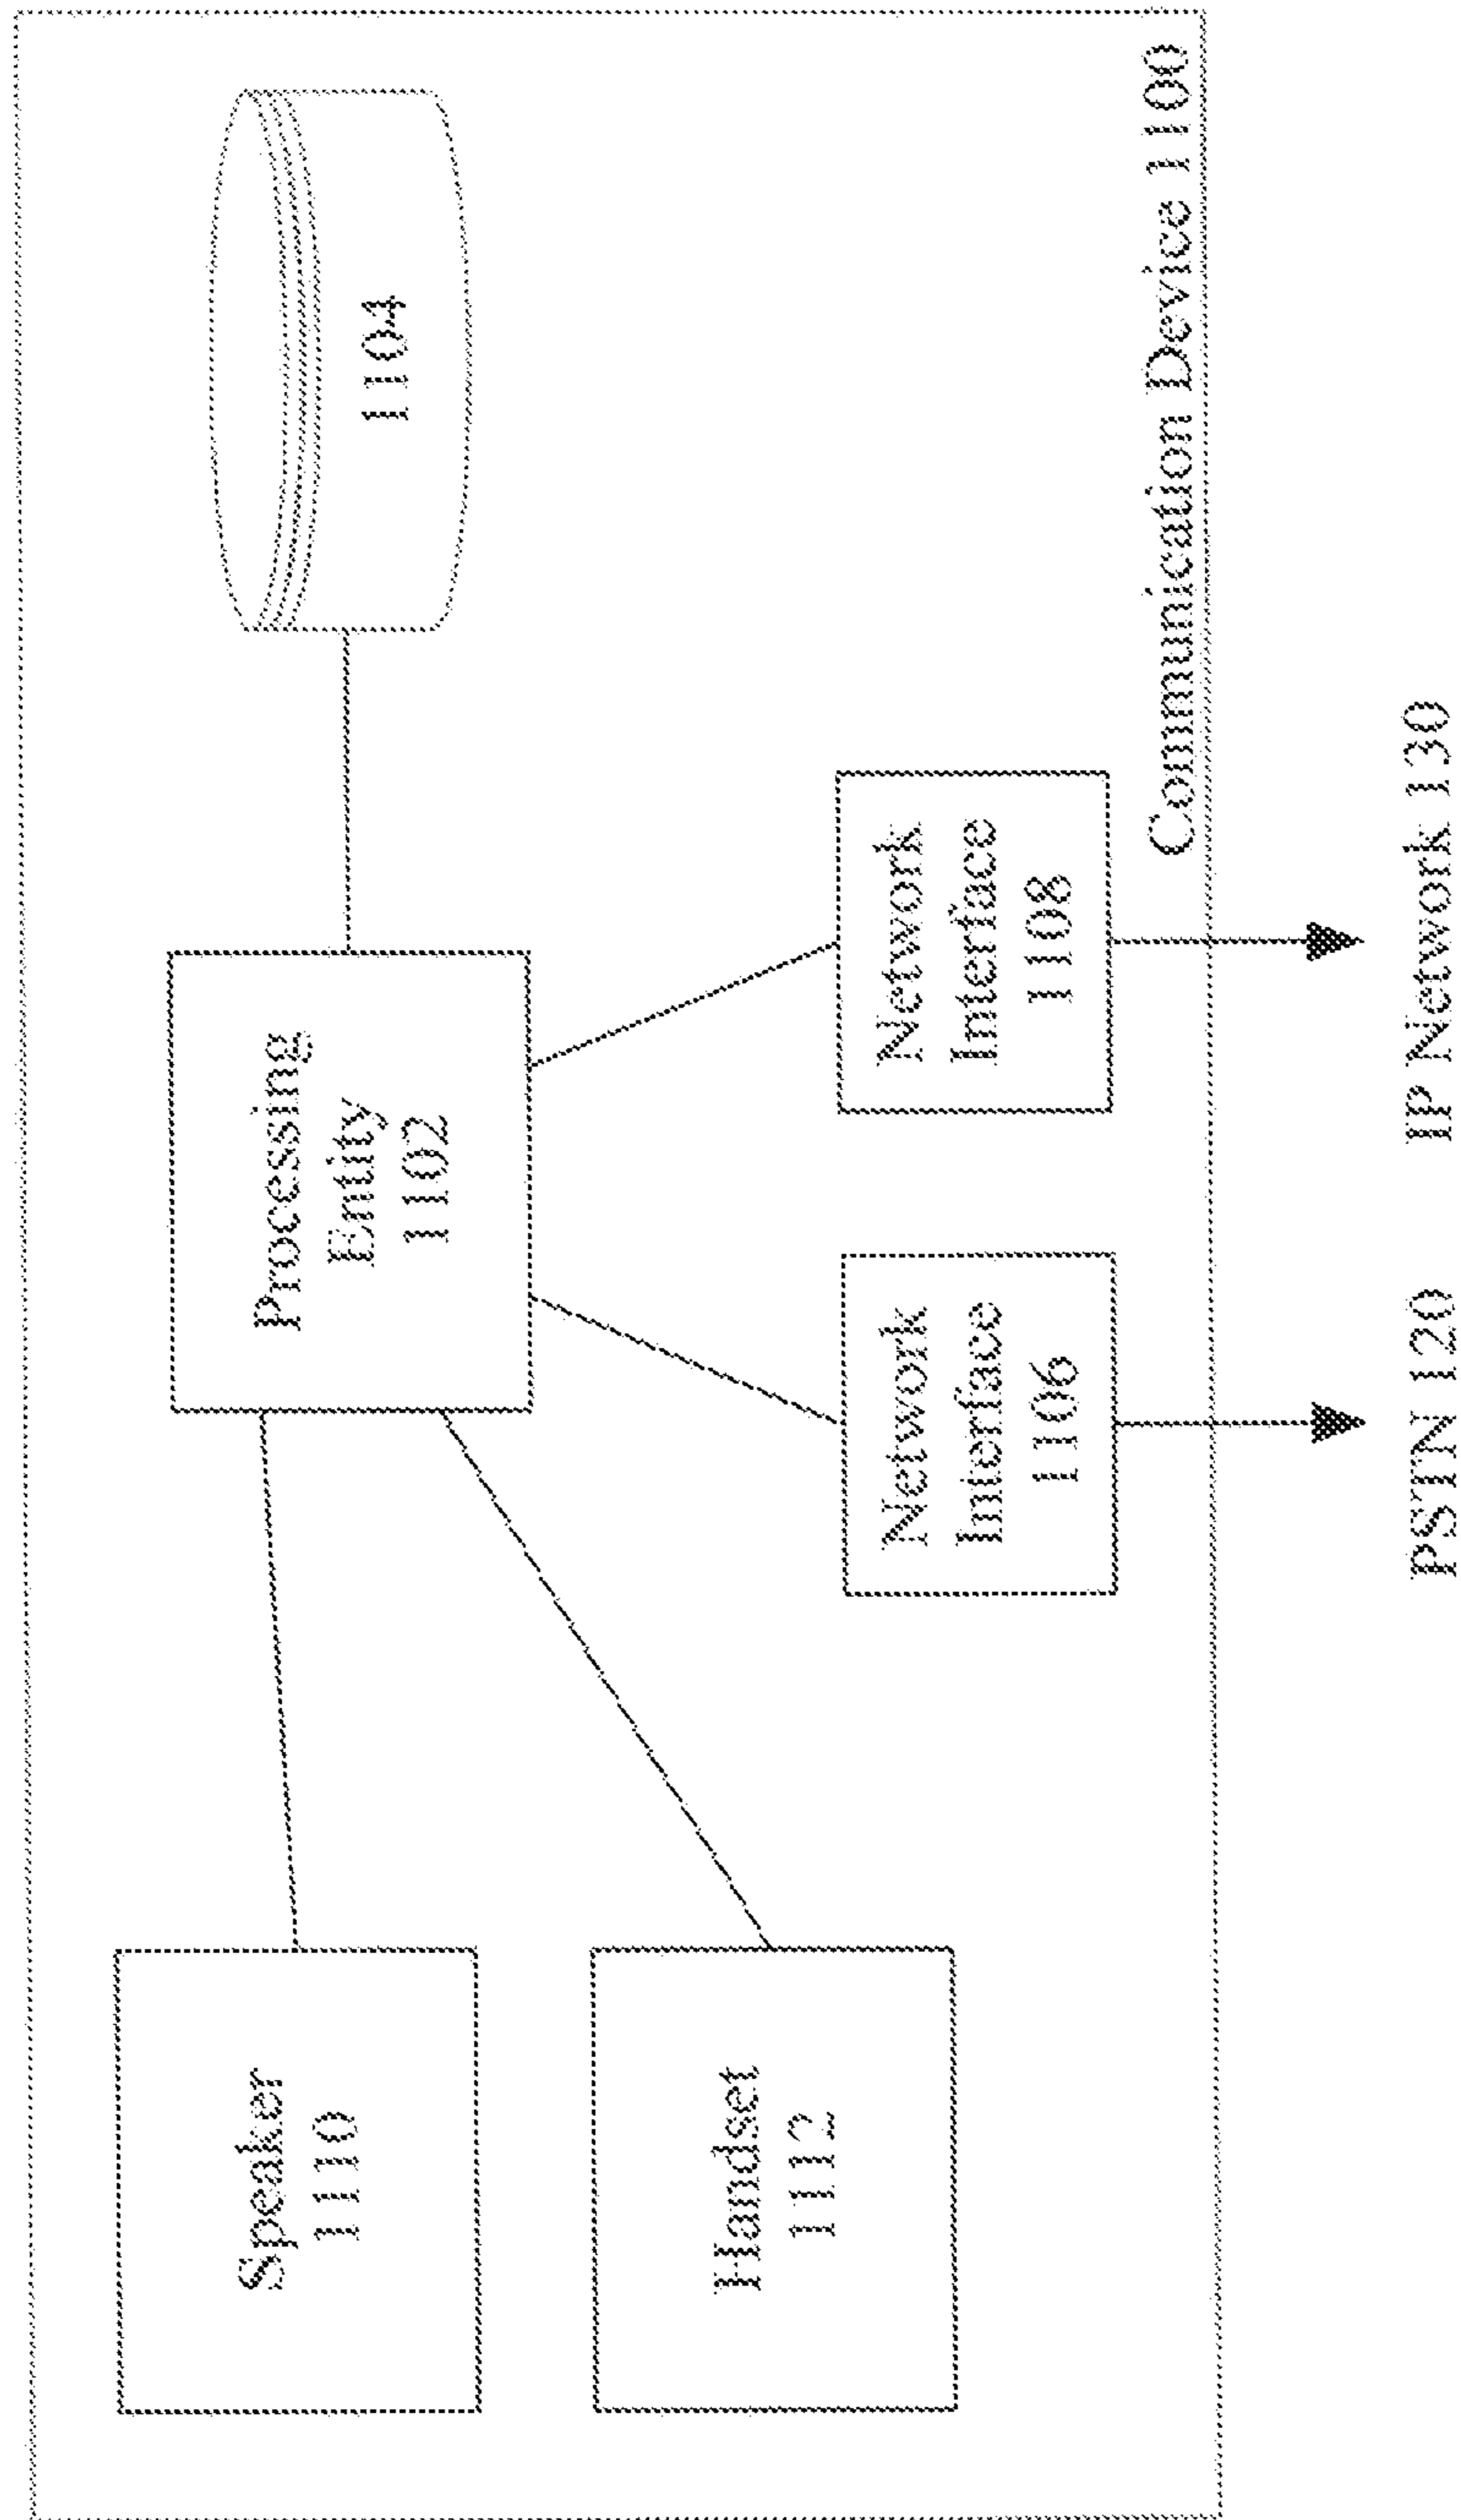 Speaker
1110
Handset
1112
Processing
Entity
1102
1104
Network
Interface
1106
Network
Interface
1108
Communication Device 1100
PSTN 120
IP Network 130